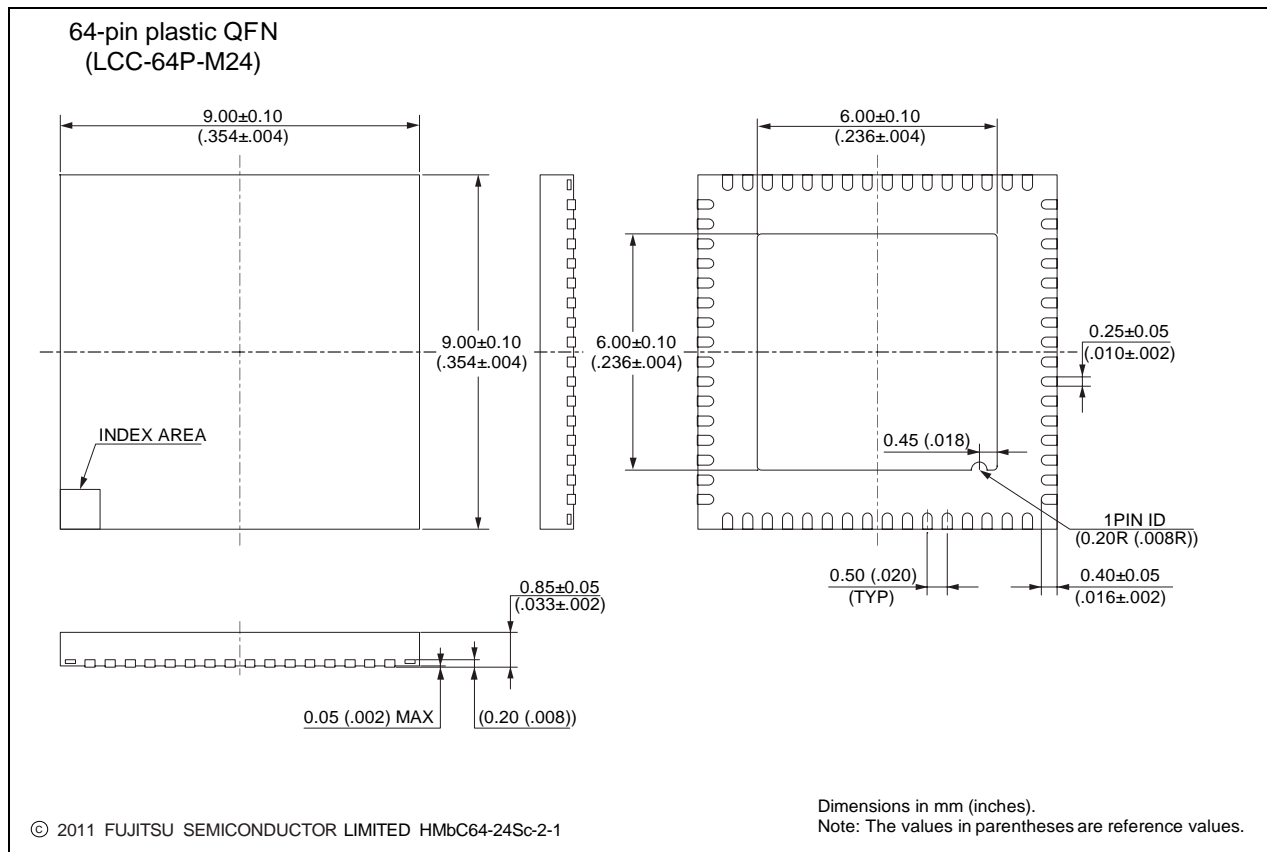 64-pin plastic QFN
(LCC-64P-M24)
9.00±0.10
(.354±.004)
6.00±0.10
(.236±.004)
9.00±0.10
(.354±.004)
6.00±0.10
(.236±.004)
0.25±0.05
(.010±.002)
INDEX AREA
0.45 (.018)
1PIN ID
(0.20R (.008R))
0.50 (.020)
(TYP)
0.40±0.05
(.016±.002)
0.85±0.05
(.033±.002)
0.05 (.002) MAX
(0.20 (.008))
© 2011 FUJITSU SEMICONDUCTOR LIMITED HMbC64-24Sc-2-1
Dimensions in mm (inches).
Note: The values in parentheses are reference values.